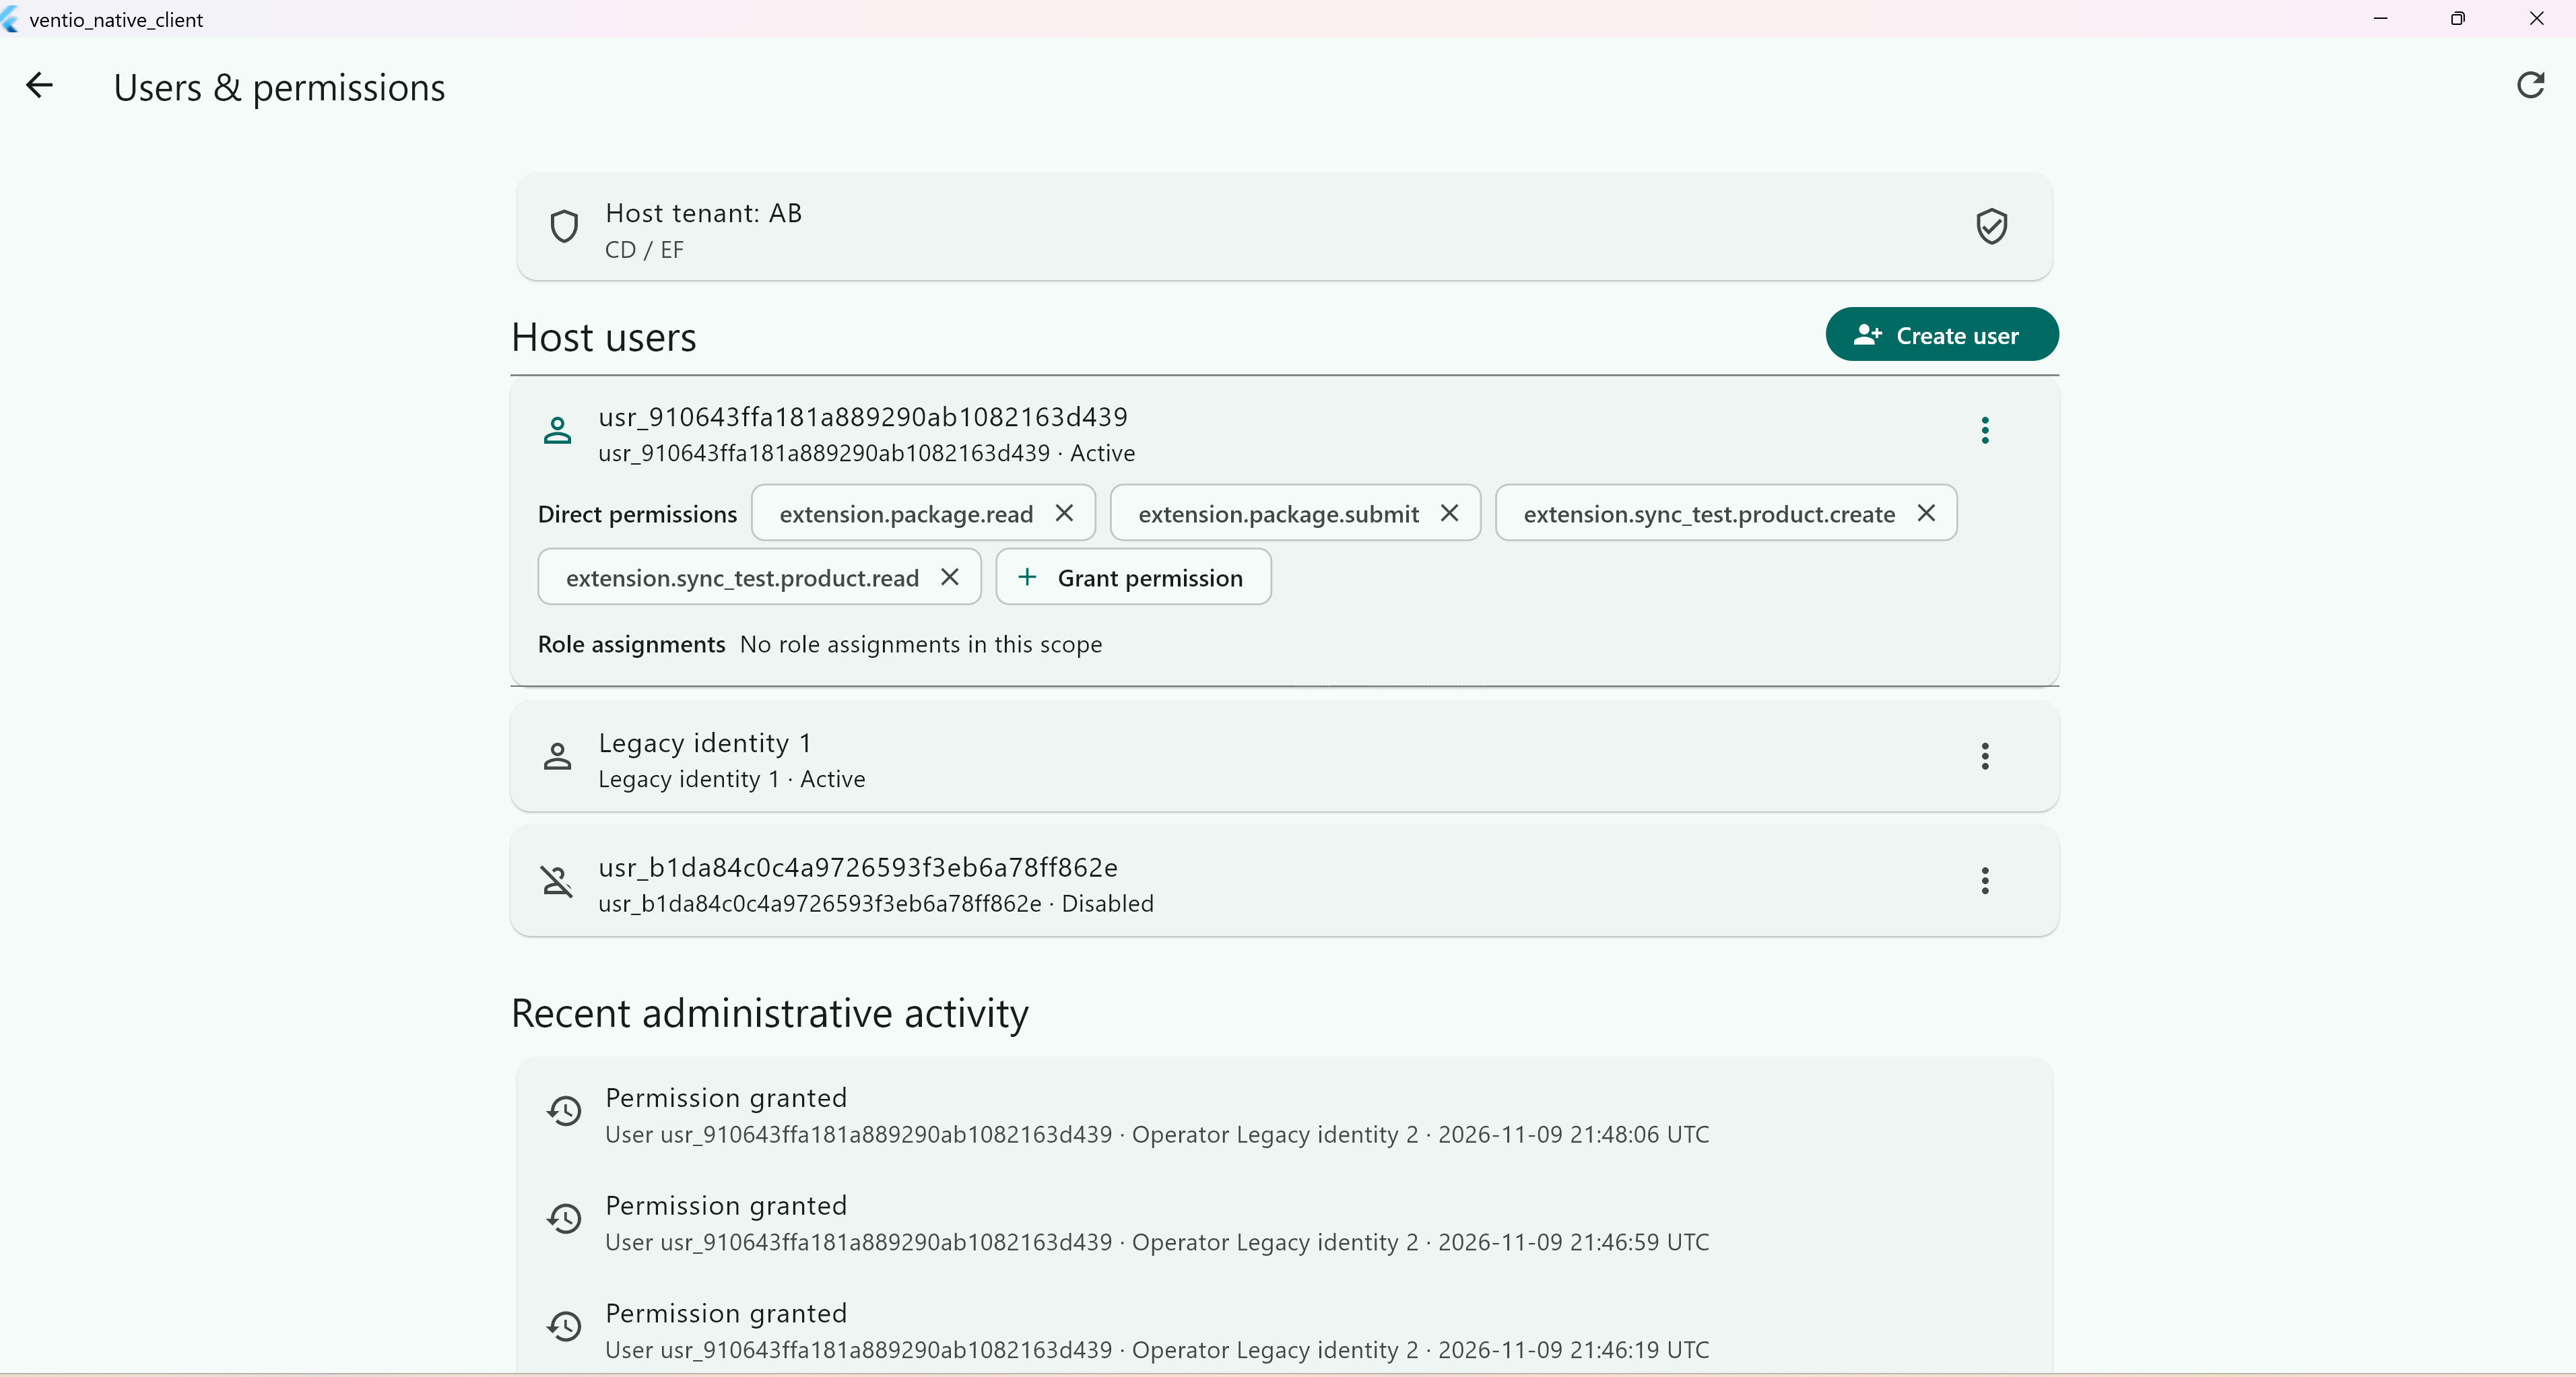 ventio_native_client
Users & permissions
Host tenant: AB
CD / EF
Host users
Create user
usr_910643ffa181a889290ab1082163d439
usr_910643ffa181a889290ab1082163d439 · Active
Direct permissions extension.package.read extension.package.submit extension.sync_test.product.create
extension.sync_test.product.read + Grant permission
Role assignments No role assignments in this scope
Legacy identity 1
Legacy identity 1 · Active
usr_b1da84c0c4a9726593f3eb6a78ff862e
usr_b1da84c0c4a9726593f3eb6a78ff862e · Disabled
Recent administrative activity
Permission granted
User usr_910643ffa181a889290ab1082163d439 · Operator Legacy identity 2 · 2026-11-09 21:48:06 UTC
Permission granted
User usr_910643ffa181a889290ab1082163d439 · Operator Legacy identity 2 · 2026-11-09 21:46:59 UTC
Permission granted
User usr_910643ffa181a889290ab1082163d439 · Operator Legacy identity 2 · 2026-11-09 21:46:19 UTC